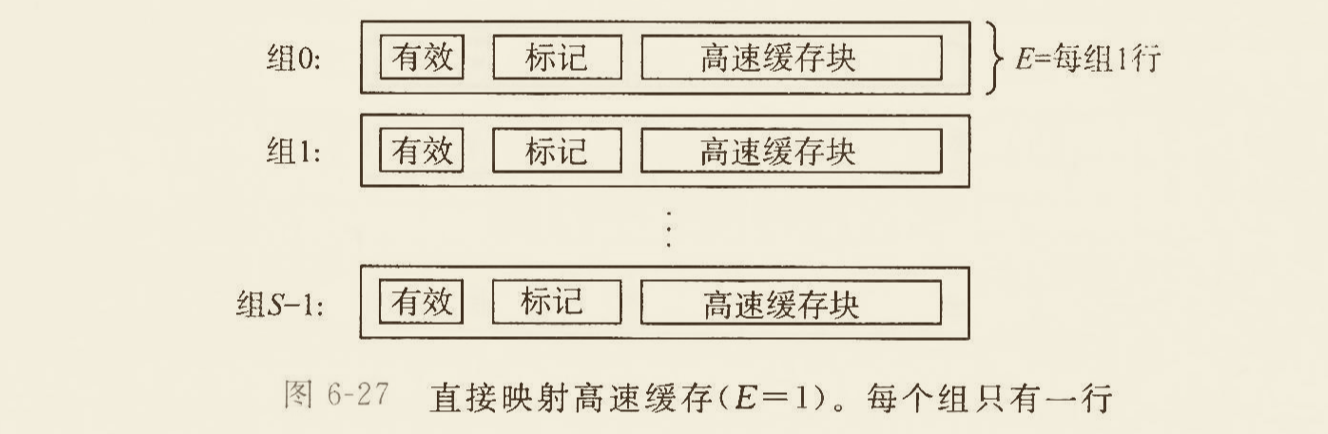 组0: 有效 标记 高速缓存块 E=每组1行
组1: 有效 标记 高速缓存块
⋮
组S-1: 有效 标记 高速缓存块
图 6-27 直接映射高速缓存(E=1)。每个组只有一行